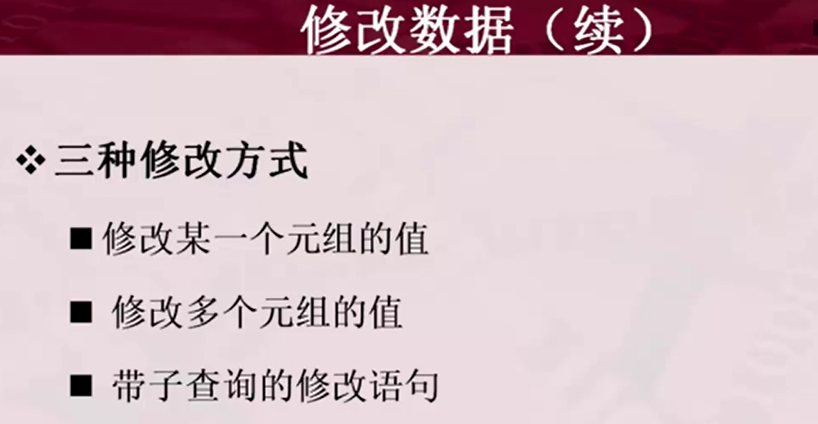 修改数据（续）
三种修改方式
修改某一个元组的值
修改多个元组的值
带子查询的修改语句